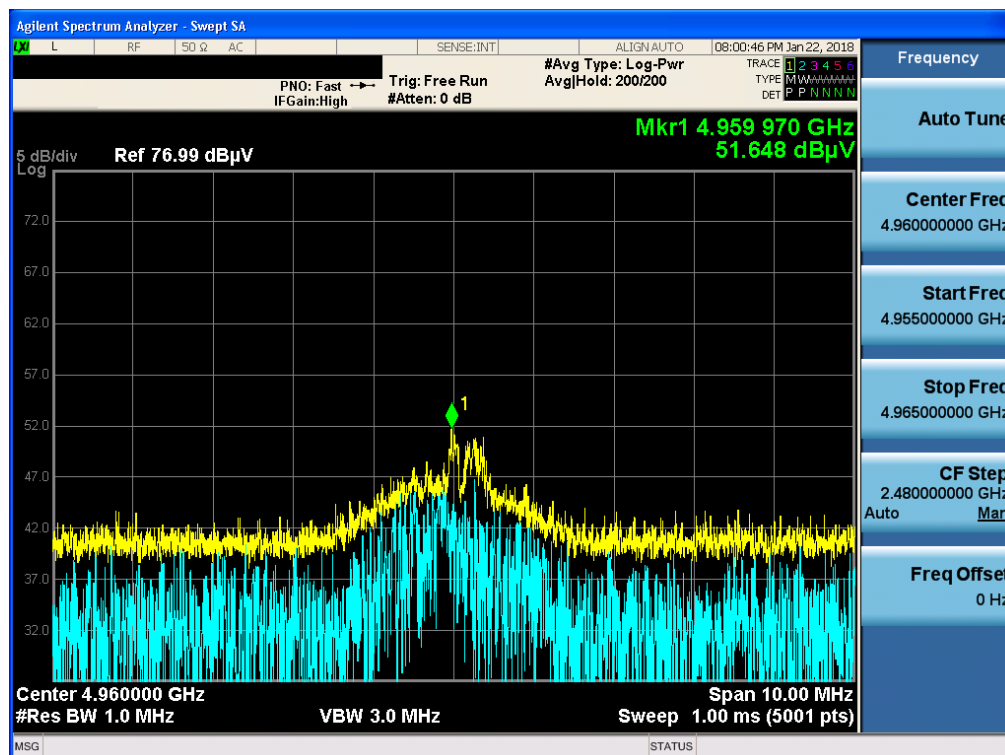 Agilent Spectrum Analyzer - Swept SA
LXI L RF 50 Ω AC SENSE:INT ALIGN AUTO 08:00:46 PM Jan 22, 2018
PNO: Fast
IFGain:High
Trig: Free Run
#Atten: 0 dB
#Avg Type: Log-Pwr
Avg|Hold: 200/200
TRACE 1 2 3 4 5 6
TYPE M W
DET P P N N N N
Mkr1 4.959 970 GHz
51.648 dBµV
5 dB/div Ref 76.99 dBµV
Log
72.0
67.0
62.0
57.0
52.0
47.0
42.0
37.0
32.0
1
Center 4.960000 GHz Span 10.00 MHz
#Res BW 1.0 MHz VBW 3.0 MHz Sweep 1.00 ms (5001 pts)
MSG STATUS
Frequency
Auto Tune
Center Freq
4.960000000 GHz
Start Freq
4.955000000 GHz
Stop Freq
4.965000000 GHz
CF Step
2.480000000 GHz
Auto Man
Freq Offset
0 Hz